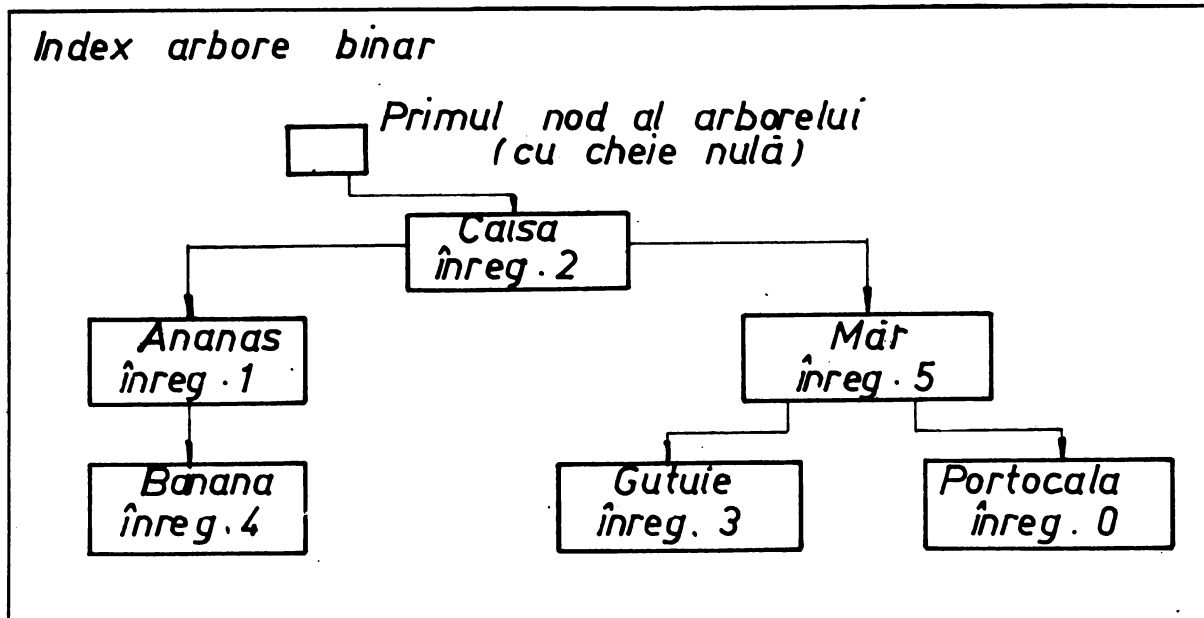 Index arbore binar
Primul nod al arborelui
(cu cheie nulă)
Caisa
înreg. 2
Ananas
înreg. 1
Măr
înreg. 5
Banana
înreg. 4
Gutuie
înreg. 3
Portocala
înreg. 0